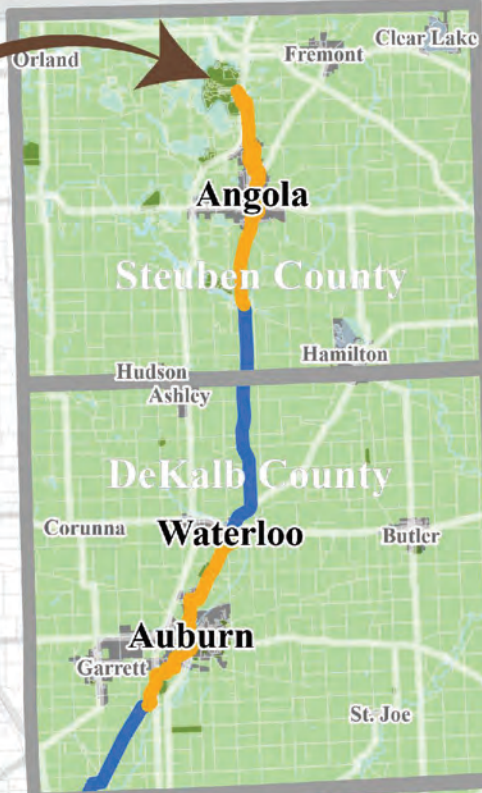 Clear Lake
Orland
Fremont
Angola
Steuben County
Hamilton
Hudson
Ashley
DeKalb County
Corunna
Waterloo
Butler
Auburn
Garrett
St. Joe